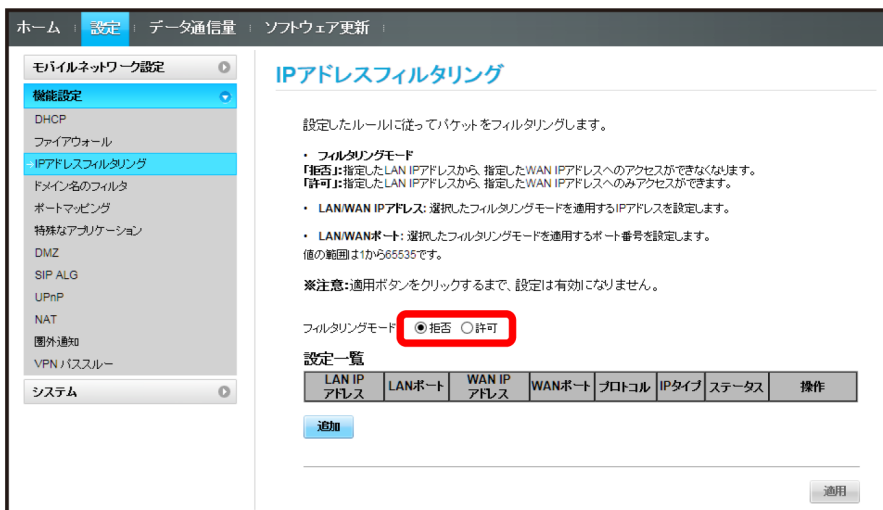 ホーム 設定 データ通信量 ソフトウェア更新
モバイルネットワーク設定
機能設定
DHCP
ファイアウォール
IPアドレスフィルタリング
ドメイン名のフィルタ
ポートマッピング
特殊なアプリケーション
DMZ
SIP ALG
UPnP
NAT
圏外通知
VPN パススルー
システム
IPアドレスフィルタリング
設定したルールに従ってパケットをフィルタリングします。
・ フィルタリングモード
「拒否」:指定したLAN IPアドレスから、指定したWAN IPアドレスへのアクセスができなくなります。
「許可」:指定したLAN IPアドレスから、指定したWAN IPアドレスへのみアクセスができます。
・ LAN/WAN IPアドレス: 選択したフィルタリングモードを適用するIPアドレスを設定します。
・ LAN/WANポート: 選択したフィルタリングモードを適用するポート番号を設定します。
値の範囲は1から65535です。
※注意:適用ボタンをクリックするまで、設定は有効になりません。
フィルタリングモード 拒否 許可
設定一覧
LAN IP アドレス LANポート WAN IP アドレス WANポート プロトコル IPタイプ ステータス 操作
追加
適用